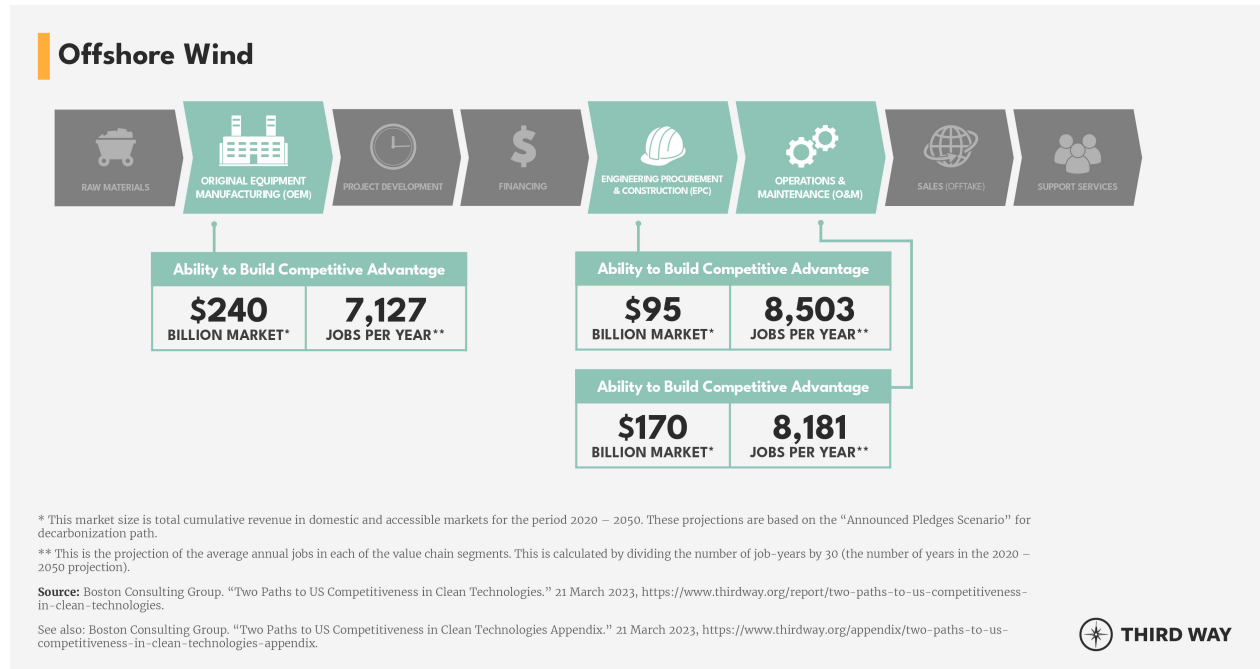 Offshore Wind
RAW MATERIALS
ORIGINAL EQUIPMENT
MANUFACTURING (OEM)
PROJECT DEVELOPMENT
FINANCING
ENGINEERING PROCUREMENT
& CONSTRUCTION (EPC)
OPERATIONS &
MAINTENANCE (O&M)
SALES (OFFTAKE)
SUPPORT SERVICES
Ability to Build Competitive Advantage
$240
BILLION MARKET*
7,127
JOBS PER YEAR**
Ability to Build Competitive Advantage
$95
BILLION MARKET*
8,503
JOBS PER YEAR**
Ability to Build Competitive Advantage
$170
BILLION MARKET*
8,181
JOBS PER YEAR**
* This market size is total cumulative revenue in domestic and accessible markets for the period 2020 – 2050. These projections are based on the “Announced Pledges Scenario” for
decarbonization path.
** This is the projection of the average annual jobs in each of the value chain segments. This is calculated by dividing the number of job-years by 30 (the number of years in the 2020 –
2050 projection).
Source: Boston Consulting Group. “Two Paths to US Competitiveness in Clean Technologies.” 21 March 2023, https://www.thirdway.org/report/two-paths-to-us-competitiveness-
in-clean-technologies.
See also: Boston Consulting Group. “Two Paths to US Competitiveness in Clean Technologies Appendix.” 21 March 2023, https://www.thirdway.org/appendix/two-paths-to-us-
competitiveness-in-clean-technologies-appendix.
THIRD WAY